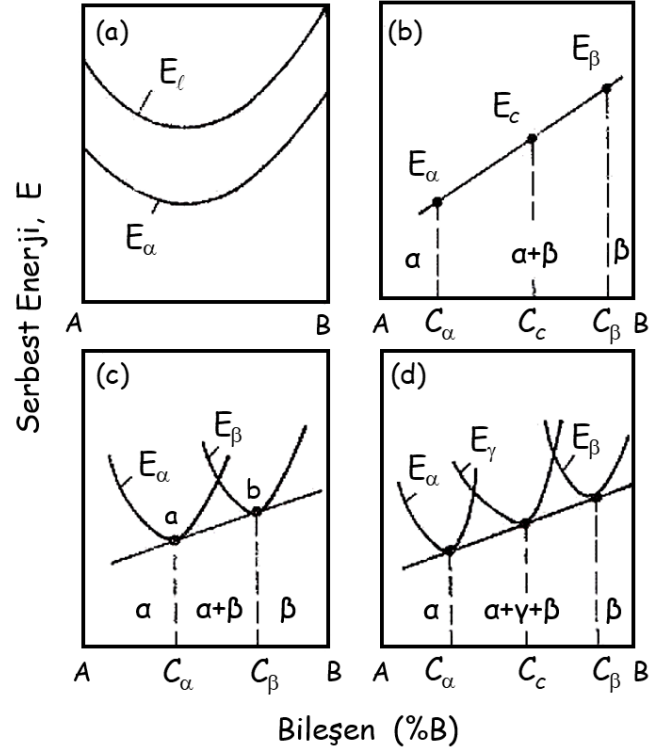 Serbest Enerji, E
(a)
E_ℓ
E_α
A B
(b)
E_β
E_c
E_α
α α+β β
A C_α C_c C_β B
(c)
E_β
E_α
a b
α α+β β
A C_α C_β B
(d)
E_γ E_β
E_α
α α+γ+β β
A C_α C_c C_β B
Bileşen (%B)